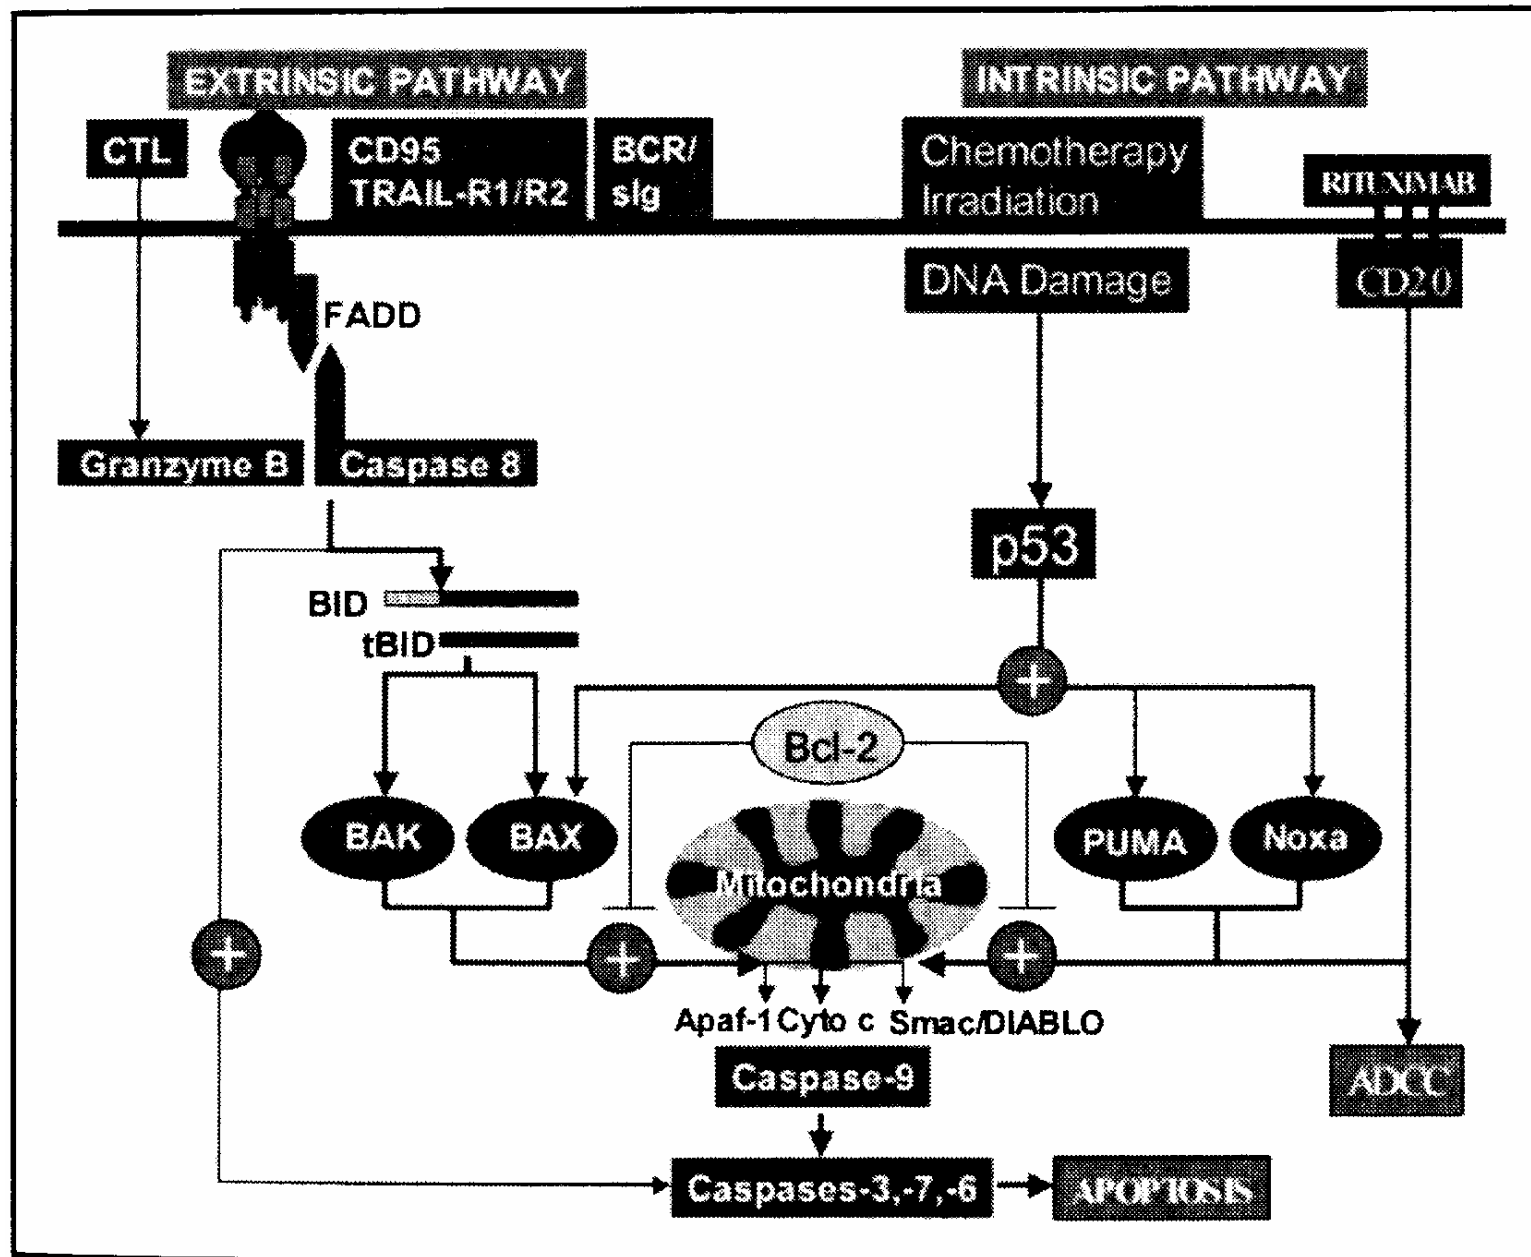 EXTRINSIC PATHWAY
INTRINSIC PATHWAY
CTL
CD95
TRAIL-R1/R2
BCR/
sIg
Chemotherapy
Irradiation
RITUXIMAB
DNA Damage
CD20
FADD
Granzyme B
Caspase 8
p53
BID
tBID
+
Bcl-2
BAK
BAX
PUMA
Noxa
Mitochondria
+
+
+
Apaf-1 Cyto c Smac/DIABLO
Caspase-9
ADCC
Caspases-3,-7,-6
APOPTOSIS